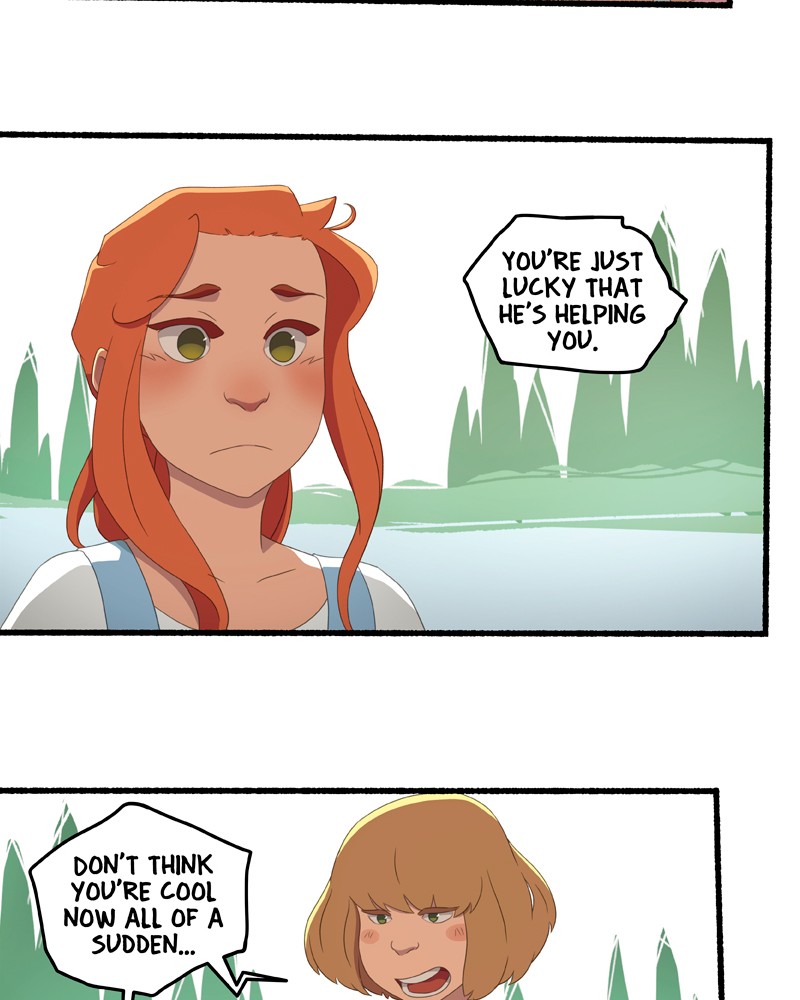 YOU'RE JUST
LUCKY THAT
HE'S HELPING
YOU.
DON'T THINK
YOU'RE COOL
NOW ALL OF A
SUDDEN...